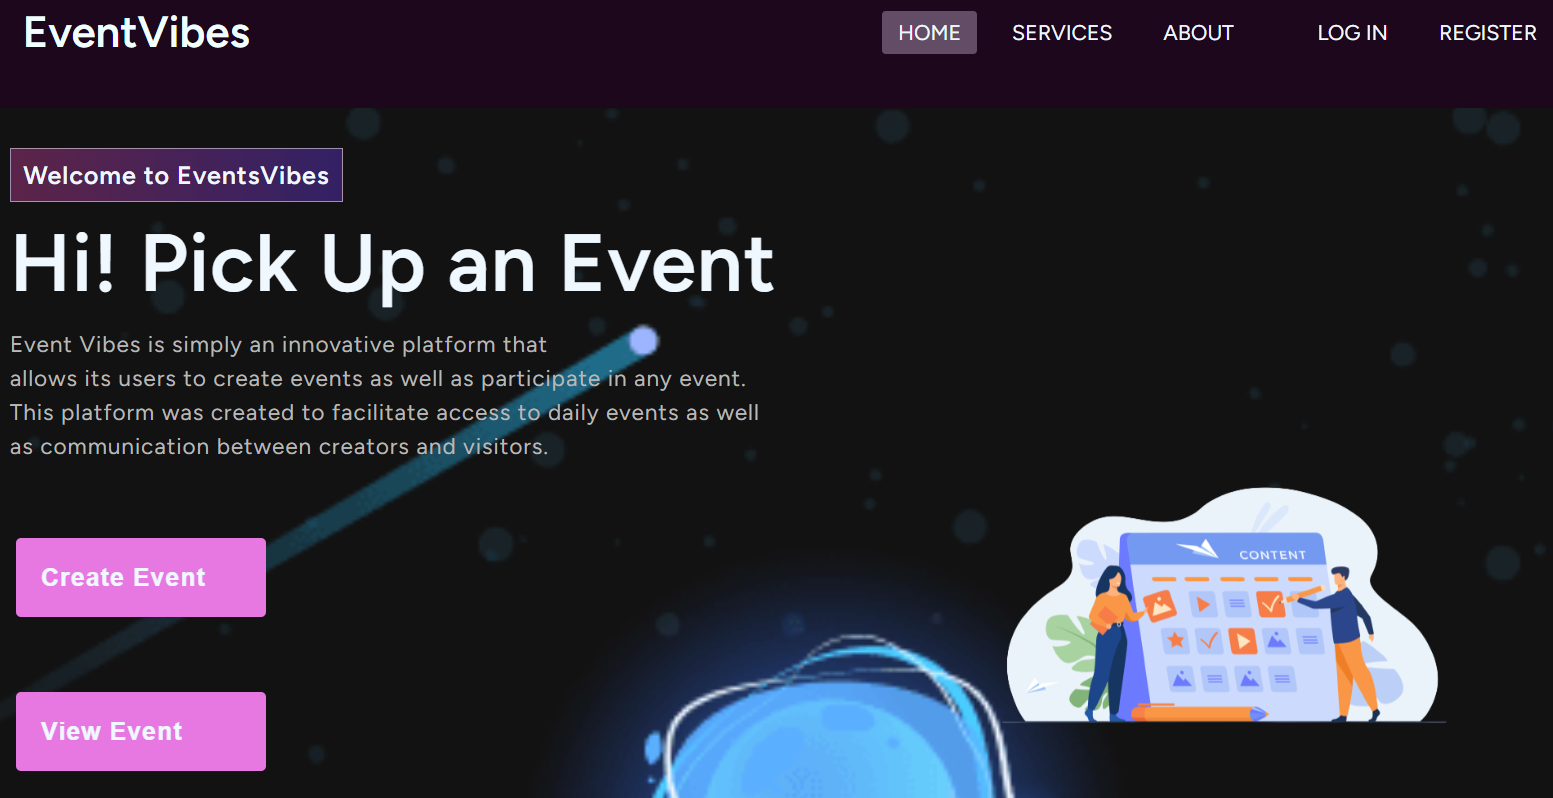 EventVibes
HOME SERVICES ABOUT LOG IN REGISTER
Welcome to EventsVibes
Hi! Pick Up an Event
Event Vibes is simply an innovative platform that
allows its users to create events as well as participate in any event.
This platform was created to facilitate access to daily events as well
as communication between creators and visitors.
CONTENT
Create Event
View Event